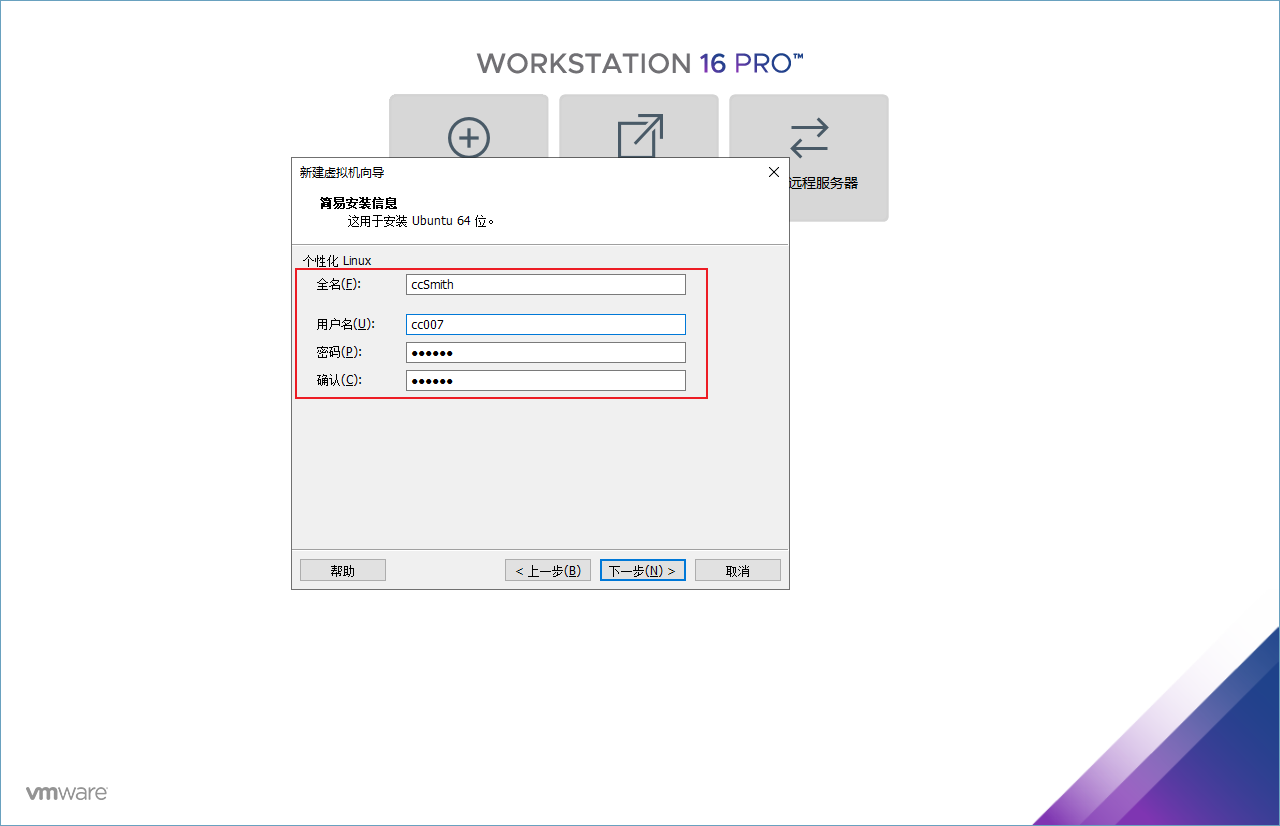 WORKSTATION 16 PRO™
远程服务器
新建虚拟机向导
简易安装信息
这用于安装 Ubuntu 64 位。
个性化 Linux
全名(F): ccSmith
用户名(U): cc007
密码(P): ●●●●●●
确认(C): ●●●●●●
帮助 < 上一步(B) 下一步(N) > 取消
vmware